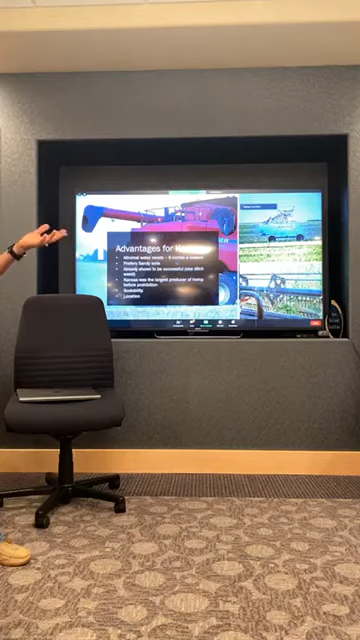 Advantages for K
Minimal water needs – 6 inches a season
Prefers Sandy soils
Already shown to be successful (aka ditch
weed)
Kansas was the largest producer of hemp
before prohibition
Scalability
Location